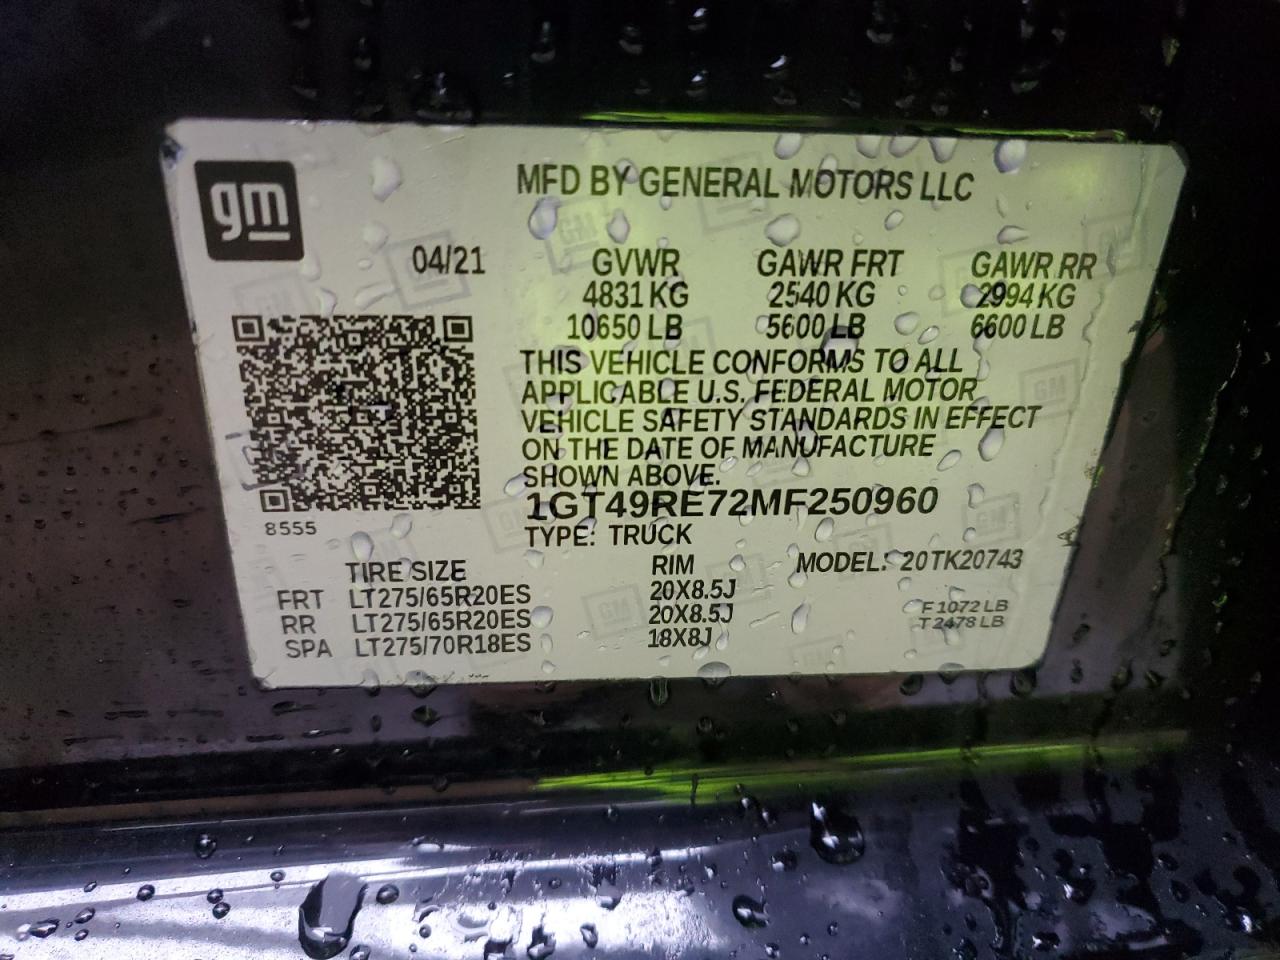 gm
MFD BY GENERAL MOTORS LLC
04/21 GVWR GAWR FRT GAWR RR
4831 KG 2540 KG 2994 KG
10650 LB 5600 LB 6600 LB
THIS VEHICLE CONFORMS TO ALL
APPLICABLE U.S. FEDERAL MOTOR
VEHICLE SAFETY STANDARDS IN EFFECT
ON THE DATE OF MANUFACTURE
SHOWN ABOVE.
1GT49RE72MF250960
8555
TYPE: TRUCK
TIRE SIZE RIM MODEL: 20TK20743
FRT LT275/65R20ES 20X8.5J
RR LT275/65R20ES 20X8.5J
SPA LT275/70R18ES 18X8J
F 1072 LB
T 2478 LB